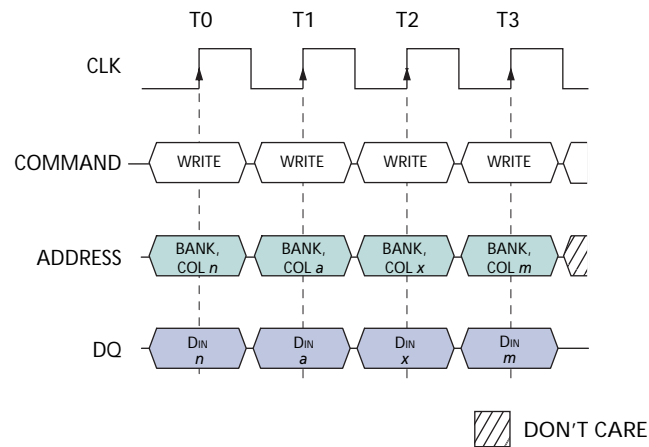 T0 T1 T2 T3
CLK
COMMAND WRITE WRITE WRITE WRITE
ADDRESS BANK, COL n BANK, COL a BANK, COL x BANK, COL m
DQ DIN n DIN a DIN x DIN m
DON'T CARE